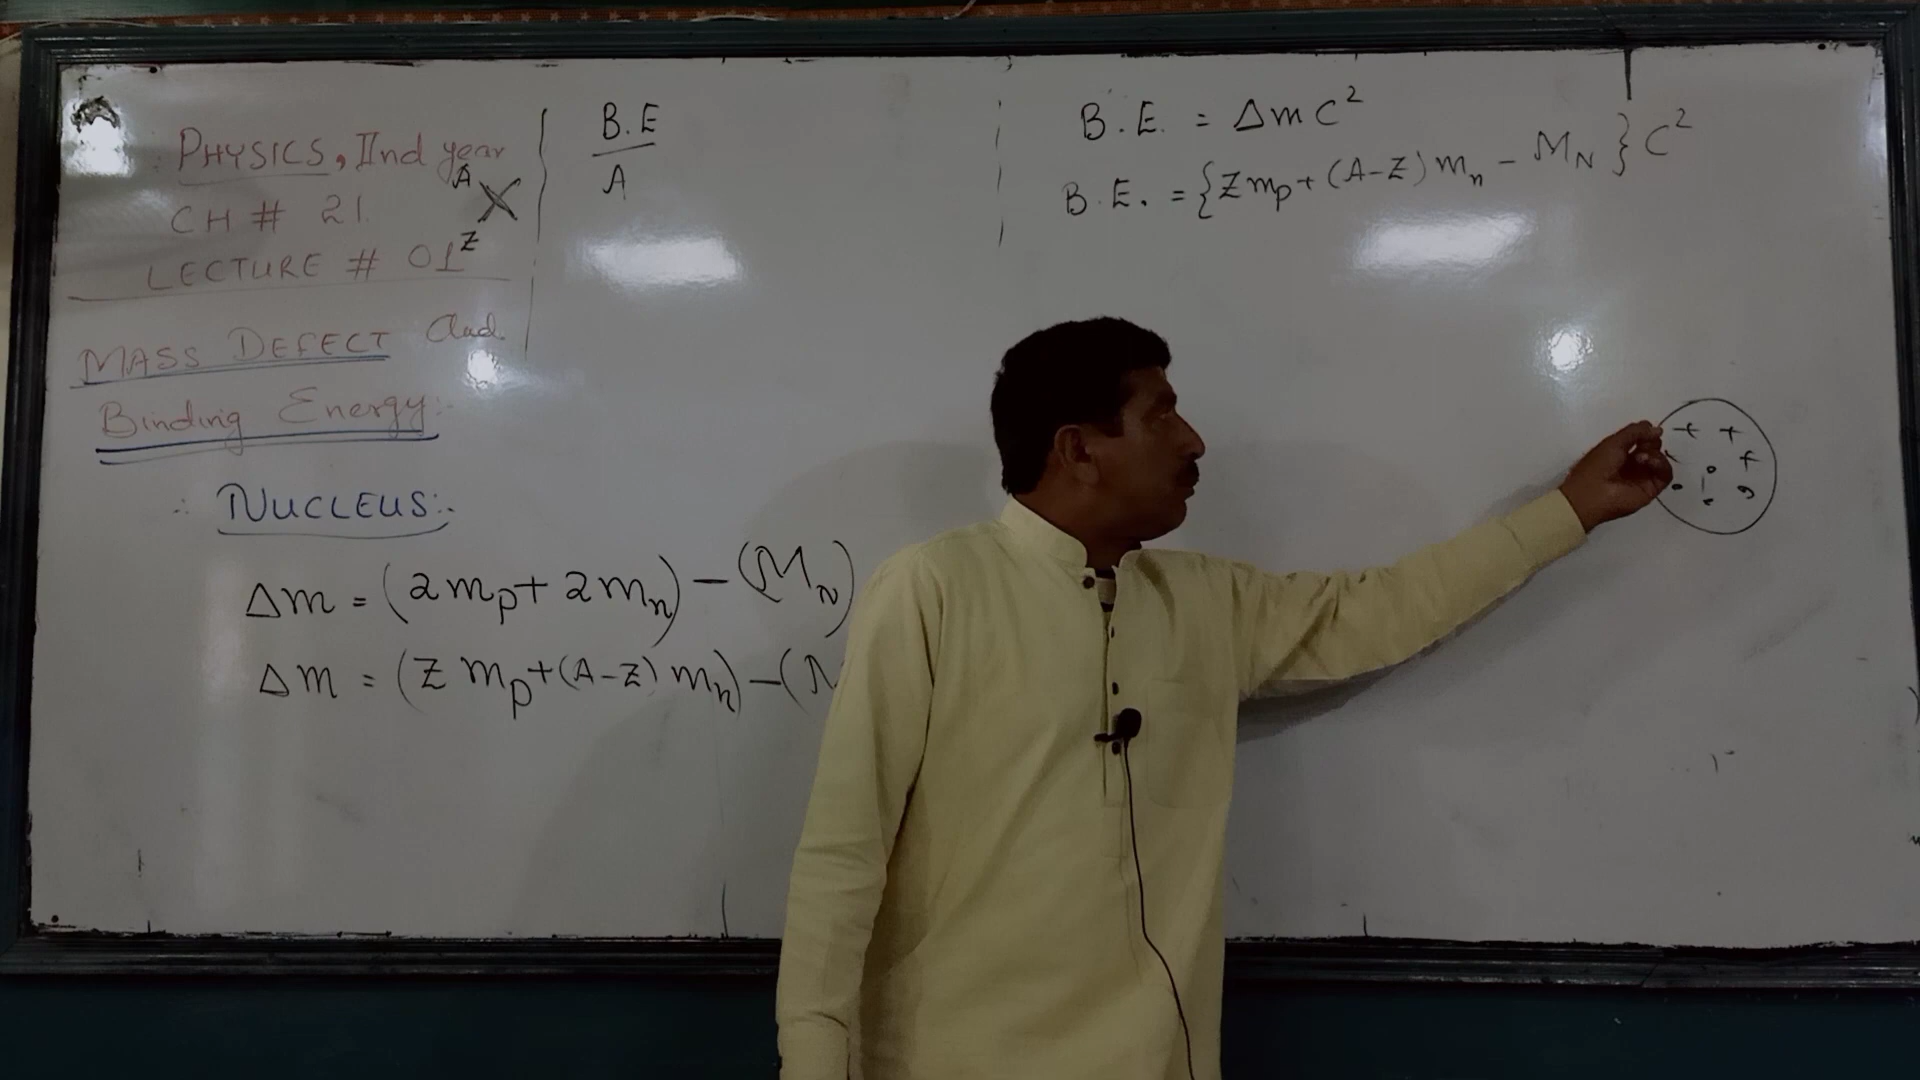 PHYSICS, IInd year
CH # 21.
LECTURE # 01
A
X
Z
MASS DEFECT And
Binding Energy:-
NUCLEUS:-
Δm = (2mp + 2mn) - (MN)
Δm = (Z mp + (A-Z) mn) - (
B.E
A
B.E. = ΔmC²
B.E. = {Zmp + (A-Z) mn - MN} C²
+ +
+